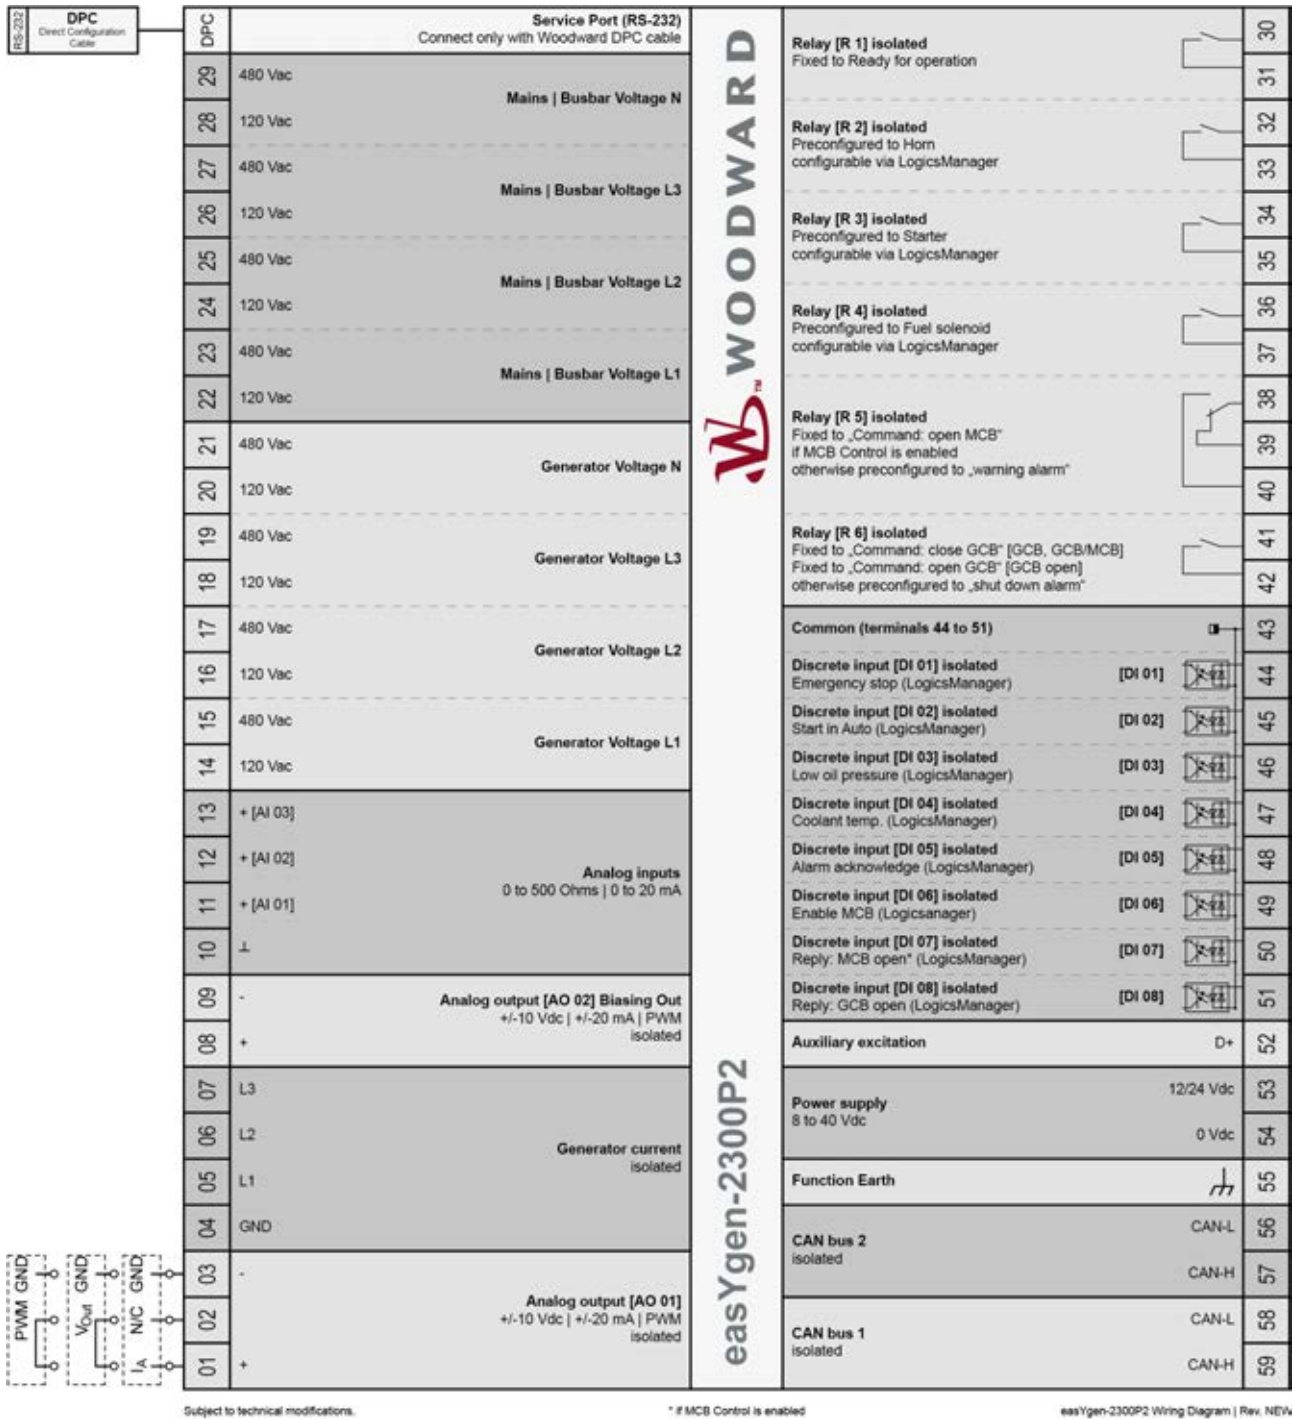 RS-232
DPC
Direct Configuration
Cable
DPC
Service Port (RS-232)
Connect only with Woodward DPC cable
29
480 Vac
Mains | Busbar Voltage N
28
120 Vac
27
480 Vac
Mains | Busbar Voltage L3
26
120 Vac
25
480 Vac
Mains | Busbar Voltage L2
24
120 Vac
23
480 Vac
Mains | Busbar Voltage L1
22
120 Vac
21
480 Vac
Generator Voltage N
20
120 Vac
19
480 Vac
Generator Voltage L3
18
120 Vac
17
480 Vac
Generator Voltage L2
16
120 Vac
15
480 Vac
Generator Voltage L1
14
120 Vac
13
+ [AI 03]
12
+ [AI 02]
Analog inputs
0 to 500 Ohms | 0 to 20 mA
11
+ [AI 01]
10
⊥
09
-
Analog output [AO 02] Biasing Out
+/-10 Vdc | +/-20 mA | PWM
isolated
08
+
07
L3
06
L2
Generator current
isolated
05
L1
04
GND
03
-
Analog output [AO 01]
+/-10 Vdc | +/-20 mA | PWM
isolated
02
01
+
PWM GND
VOut GND
IA N/C GND
WOODWARD
W™
easYgen-2300P2
Relay [R 1] isolated
Fixed to Ready for operation
30
31
Relay [R 2] isolated
Preconfigured to Horn
configurable via LogicsManager
32
33
Relay [R 3] isolated
Preconfigured to Starter
configurable via LogicsManager
34
35
Relay [R 4] isolated
Preconfigured to Fuel solenoid
configurable via LogicsManager
36
37
Relay [R 5] isolated
Fixed to „Command: open MCB"
if MCB Control is enabled
otherwise preconfigured to „warning alarm"
38
39
40
Relay [R 6] isolated
Fixed to „Command: close GCB" [GCB, GCB/MCB]
Fixed to „Command: open GCB" [GCB open]
otherwise preconfigured to „shut down alarm"
41
42
Common (terminals 44 to 51)
43
Discrete input [DI 01] isolated
Emergency stop (LogicsManager)
[DI 01]
44
Discrete input [DI 02] isolated
Start in Auto (LogicsManager)
[DI 02]
45
Discrete input [DI 03] isolated
Low oil pressure (LogicsManager)
[DI 03]
46
Discrete input [DI 04] isolated
Coolant temp. (LogicsManager)
[DI 04]
47
Discrete input [DI 05] isolated
Alarm acknowledge (LogicsManager)
[DI 05]
48
Discrete input [DI 06] isolated
Enable MCB (Logicsanager)
[DI 06]
49
Discrete input [DI 07] isolated
Reply: MCB open* (LogicsManager)
[DI 07]
50
Discrete input [DI 08] isolated
Reply: GCB open (LogicsManager)
[DI 08]
51
Auxiliary excitation
D+
52
Power supply
8 to 40 Vdc
12/24 Vdc
53
0 Vdc
54
Function Earth
55
CAN bus 2
isolated
CAN-L
56
CAN-H
57
CAN bus 1
isolated
CAN-L
58
CAN-H
59
Subject to technical modifications.
* if MCB Control is enabled
easYgen-2300P2 Wiring Diagram | Rev. NEW